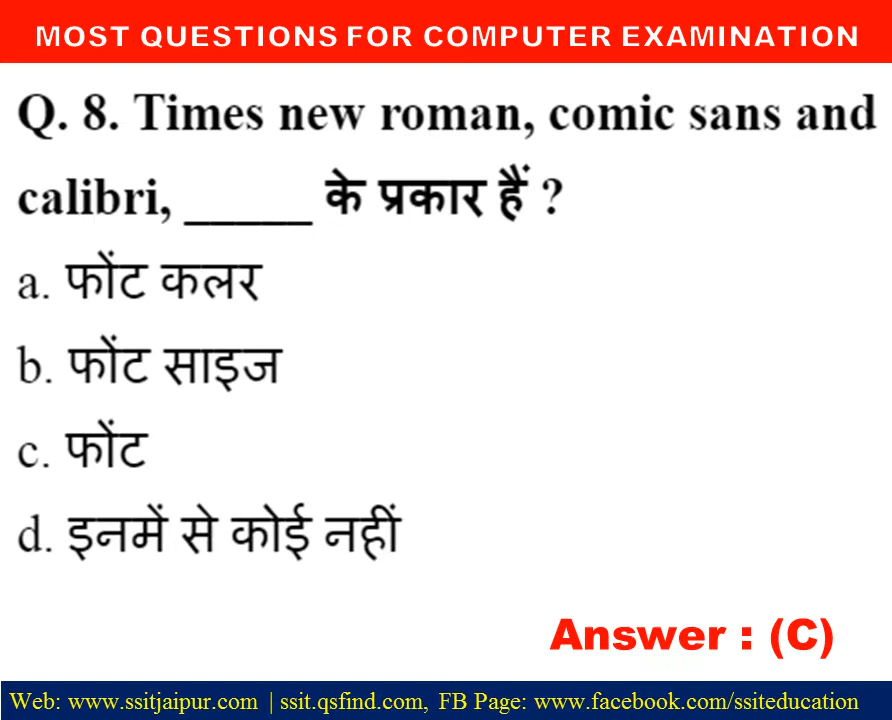 MOST QUESTIONS FOR COMPUTER EXAMINATION
Q. 8. Times new roman, comic sans and
calibri, _____ के प्रकार हैं ?
a. फोंट कलर
b. फोंट साइज
c. फोंट
d. इनमें से कोई नहीं
Answer : (C)
Web: www.ssitjaipur.com | ssit.qsfind.com, FB Page: www.facebook.com/ssiteducation